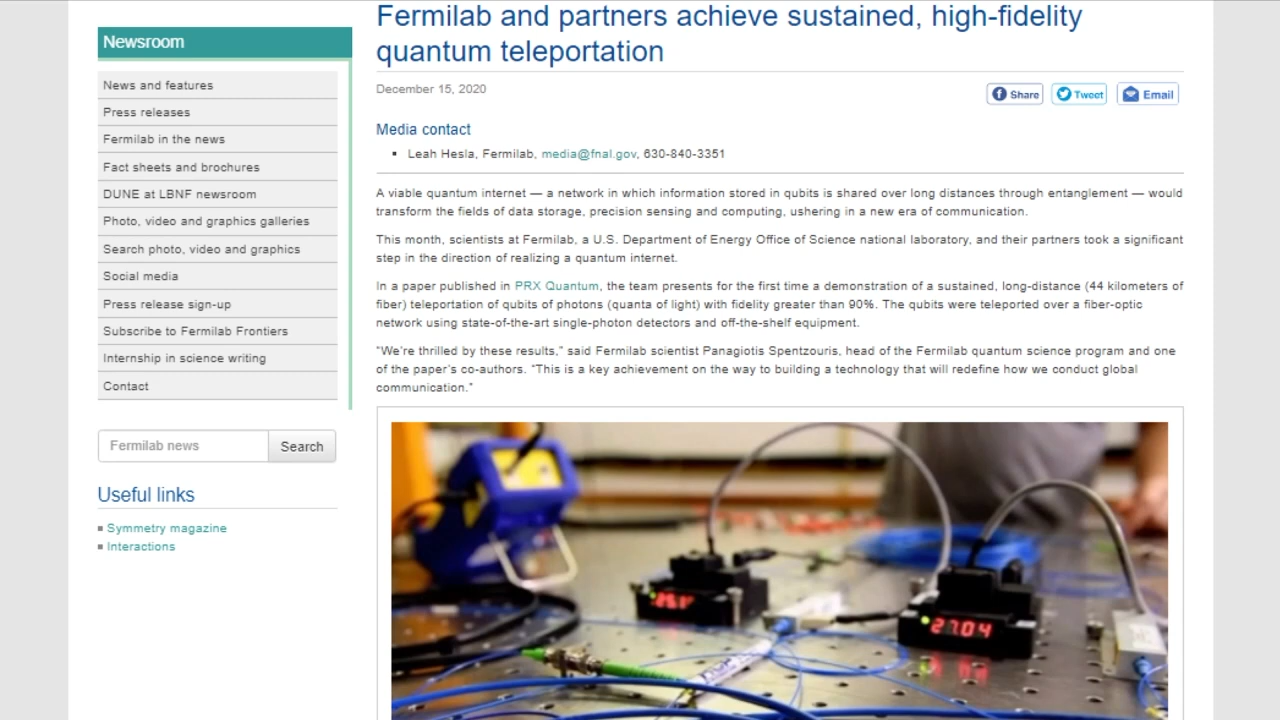 Fermilab and partners achieve sustained, high-fidelity
quantum teleportation
Newsroom
News and features
Press releases
Fermilab in the news
Fact sheets and brochures
DUNE at LBNF newsroom
Photo, video and graphics galleries
Search photo, video and graphics
Social media
Press release sign-up
Subscribe to Fermilab Frontiers
Internship in science writing
Contact
Fermilab news
Search
Useful links
Symmetry magazine
Interactions
December 15, 2020
Share
Tweet
Email
Media contact
Leah Hesla, Fermilab, media@fnal.gov, 630-840-3351
A viable quantum internet — a network in which information stored in qubits is shared over long distances through entanglement — would
transform the fields of data storage, precision sensing and computing, ushering in a new era of communication.
This month, scientists at Fermilab, a U.S. Department of Energy Office of Science national laboratory, and their partners took a significant
step in the direction of realizing a quantum internet.
In a paper published in PRX Quantum, the team presents for the first time a demonstration of a sustained, long-distance (44 kilometers of
fiber) teleportation of qubits of photons (quanta of light) with fidelity greater than 90%. The qubits were teleported over a fiber-optic
network using state-of-the-art single-photon detectors and off-the-shelf equipment.
“We’re thrilled by these results,” said Fermilab scientist Panagiotis Spentzouris, head of the Fermilab quantum science program and one
of the paper’s co-authors. “This is a key achievement on the way to building a technology that will redefine how we conduct global
communication.”
27.04